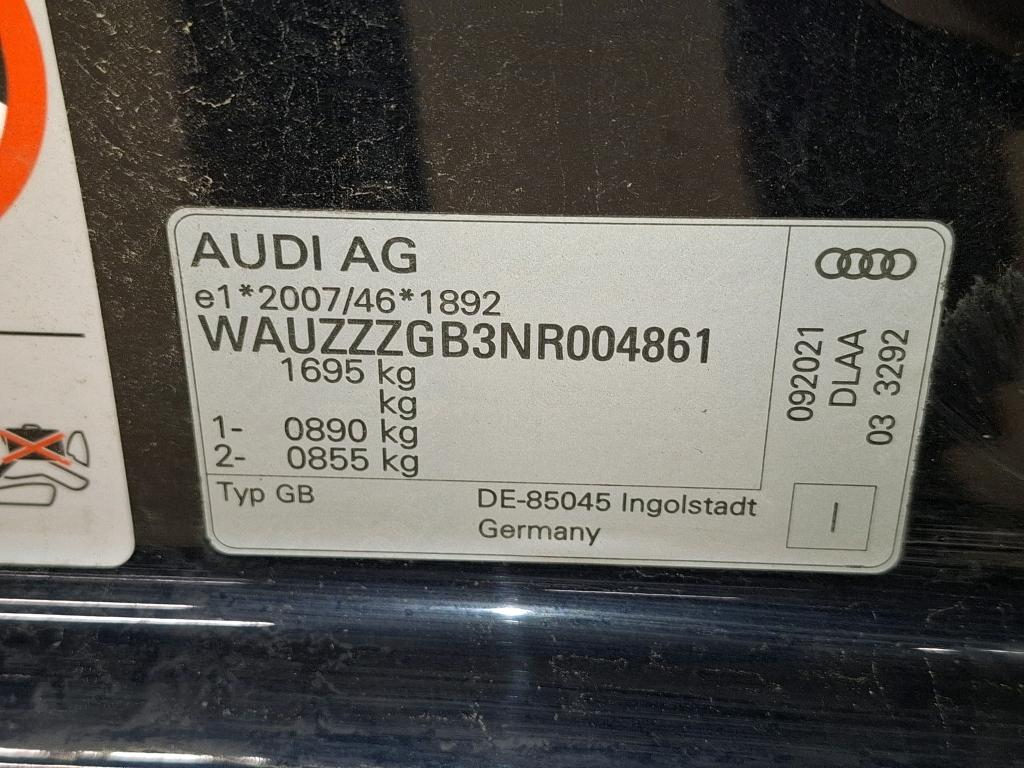 AUDI AG
e1*2007/46*1892
WAUZZZGB3NR004861
1695 kg
kg
1- 0890 kg
2- 0855 kg
Typ GB
DE-85045 Ingolstadt
Germany
092021
DLAA
03 3292
I